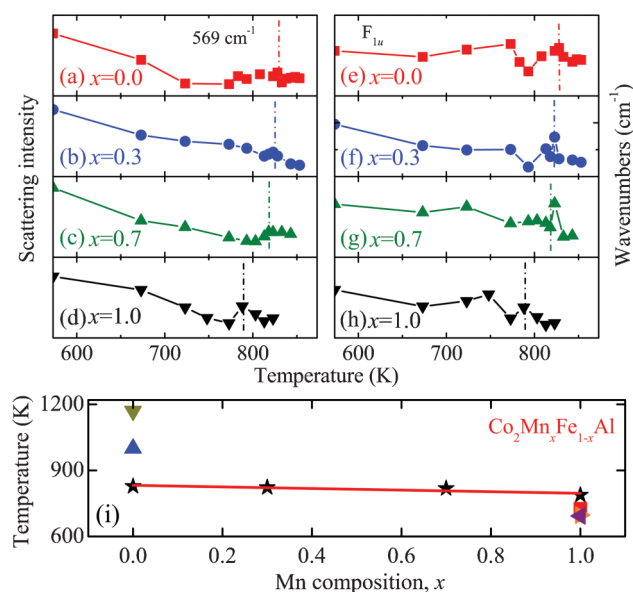 569 cm⁻¹
(a) x=0.0
(b) x=0.3
(c) x=0.7
(d) x=1.0
600 700 800
Scattering intensity
F₁ᵤ
(e) x=0.0
(f) x=0.3
(g) x=0.7
(h) x=1.0
600 700 800
Wavenumbers (cm⁻¹)
Temperature (K)
1200
900
600
Temperature (K)
Co₂MnₓFe₁₋ₓAl
(i)
0.0 0.2 0.4 0.6 0.8 1.0
Mn composition, x